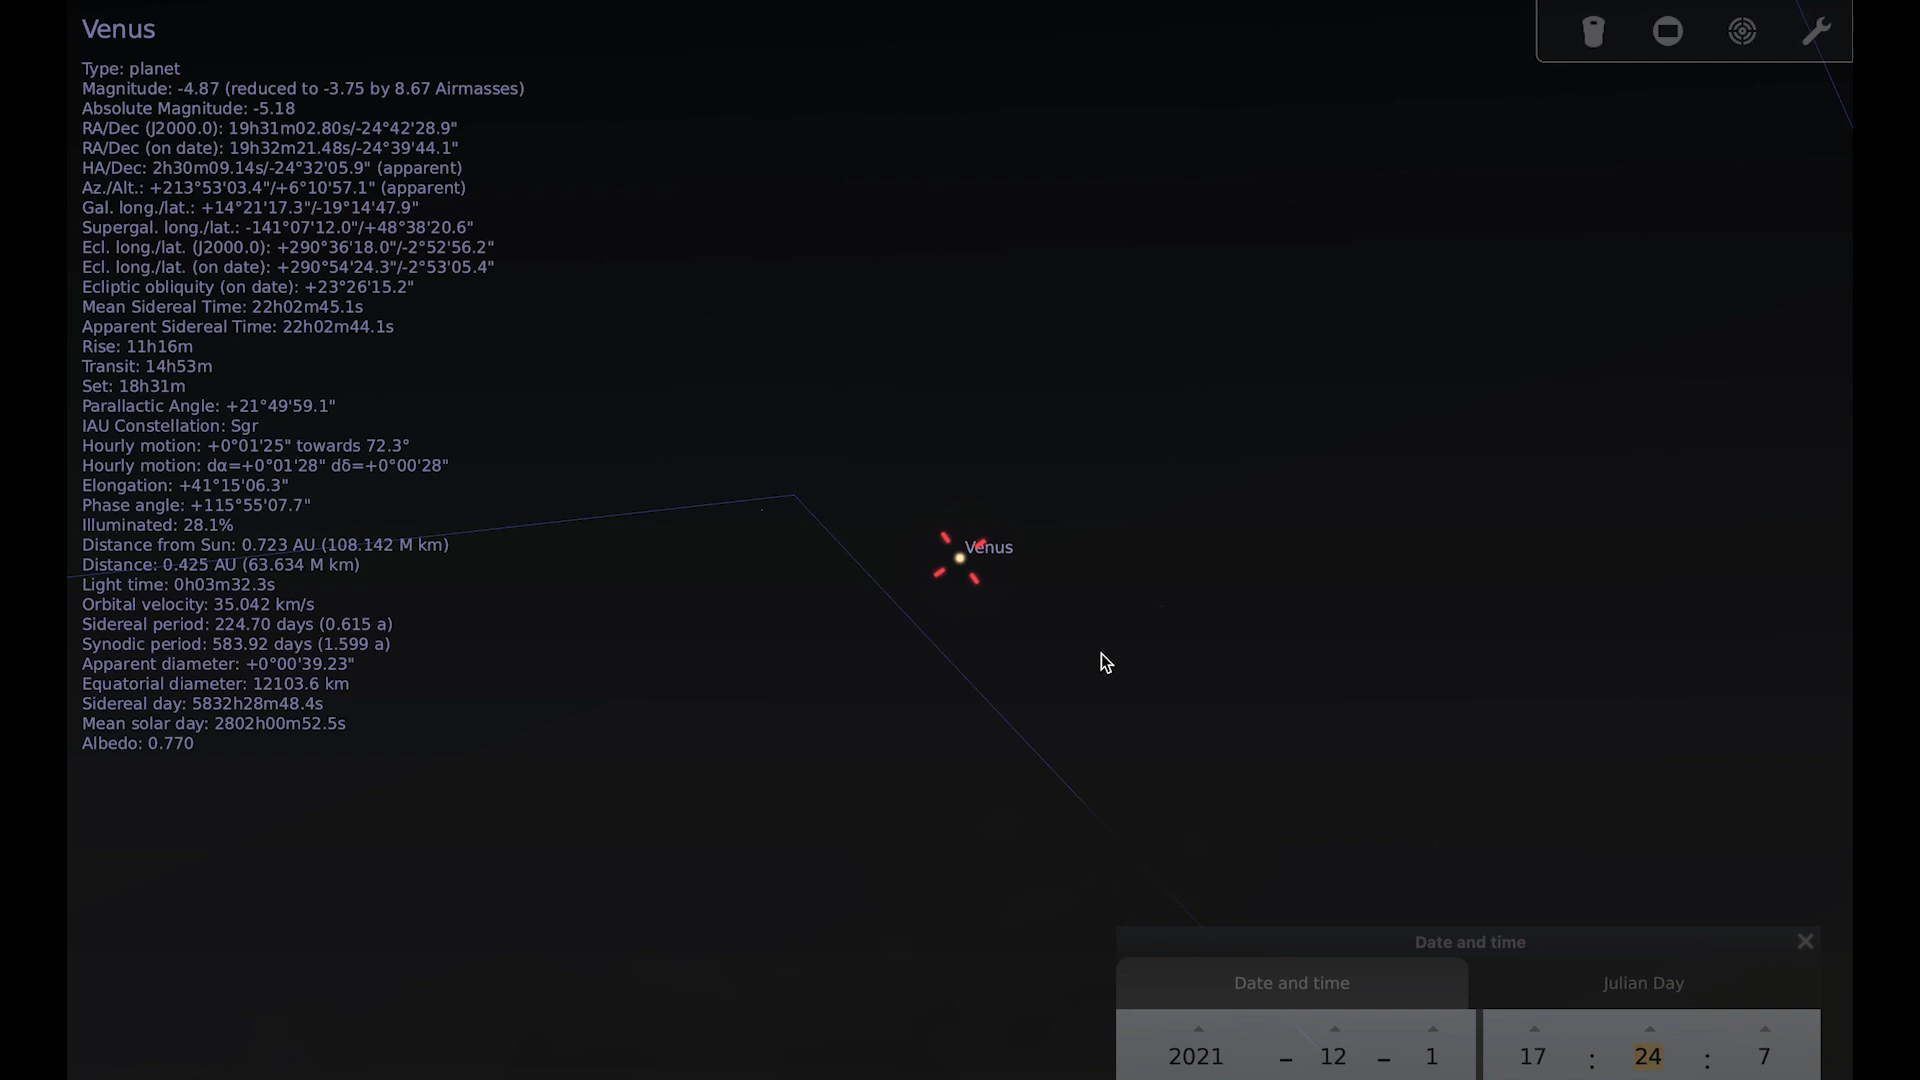 Venus
Type: planet
Magnitude: -4.87 (reduced to -3.75 by 8.67 Airmasses)
Absolute Magnitude: -5.18
RA/Dec (J2000.0): 19h31m02.80s/-24°42'28.9"
RA/Dec (on date): 19h32m21.48s/-24°39'44.1"
HA/Dec: 2h30m09.14s/-24°32'05.9" (apparent)
Az./Alt.: +213°53'03.4"/+6°10'57.1" (apparent)
Gal. long./lat.: +14°21'17.3"/-19°14'47.9"
Supergal. long./lat.: -141°07'12.0"/+48°38'20.6"
Ecl. long./lat. (J2000.0): +290°36'18.0"/-2°52'56.2"
Ecl. long./lat. (on date): +290°54'24.3"/-2°53'05.4"
Ecliptic obliquity (on date): +23°26'15.2"
Mean Sidereal Time: 22h02m45.1s
Apparent Sidereal Time: 22h02m44.1s
Rise: 11h16m
Transit: 14h53m
Set: 18h31m
Parallactic Angle: +21°49'59.1"
IAU Constellation: Sgr
Hourly motion: +0°01'25" towards 72.3°
Hourly motion: dα=+0°01'28" dδ=+0°00'28"
Elongation: +41°15'06.3"
Phase angle: +115°55'07.7"
Illuminated: 28.1%
Distance from Sun: 0.723 AU (108.142 M km)
Distance: 0.425 AU (63.634 M km)
Light time: 0h03m32.3s
Orbital velocity: 35.042 km/s
Sidereal period: 224.70 days (0.615 a)
Synodic period: 583.92 days (1.599 a)
Apparent diameter: +0°00'39.23"
Equatorial diameter: 12103.6 km
Sidereal day: 5832h28m48.4s
Mean solar day: 2802h00m52.5s
Albedo: 0.770
Venus
Date and time
Date and time Julian Day
2021 - 12 - 1 17 : 24 : 7